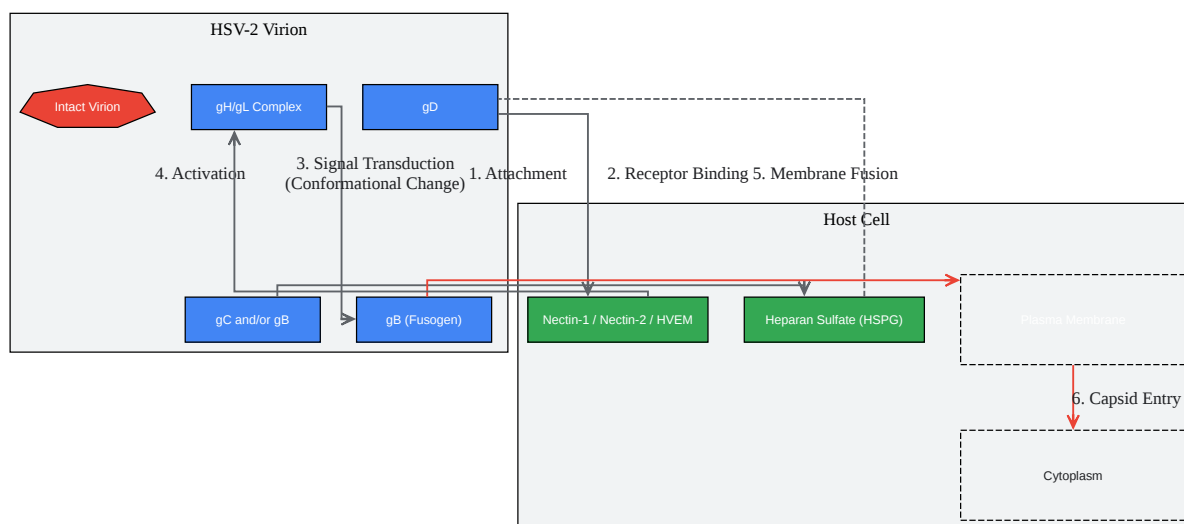 HSV-2 Virion
Intact Virion
gH/gL Complex
gD
4. Activation
3. Signal Transduction
(Conformational Change)
1. Attachment
2. Receptor Binding
5. Membrane Fusion
Host Cell
gC and/or gB
gB (Fusogen)
Nectin-1 / Nectin-2 / HVEM
Heparan Sulfate (HSPG)
Plasma Membrane
6. Capsid Entry
Cytoplasm